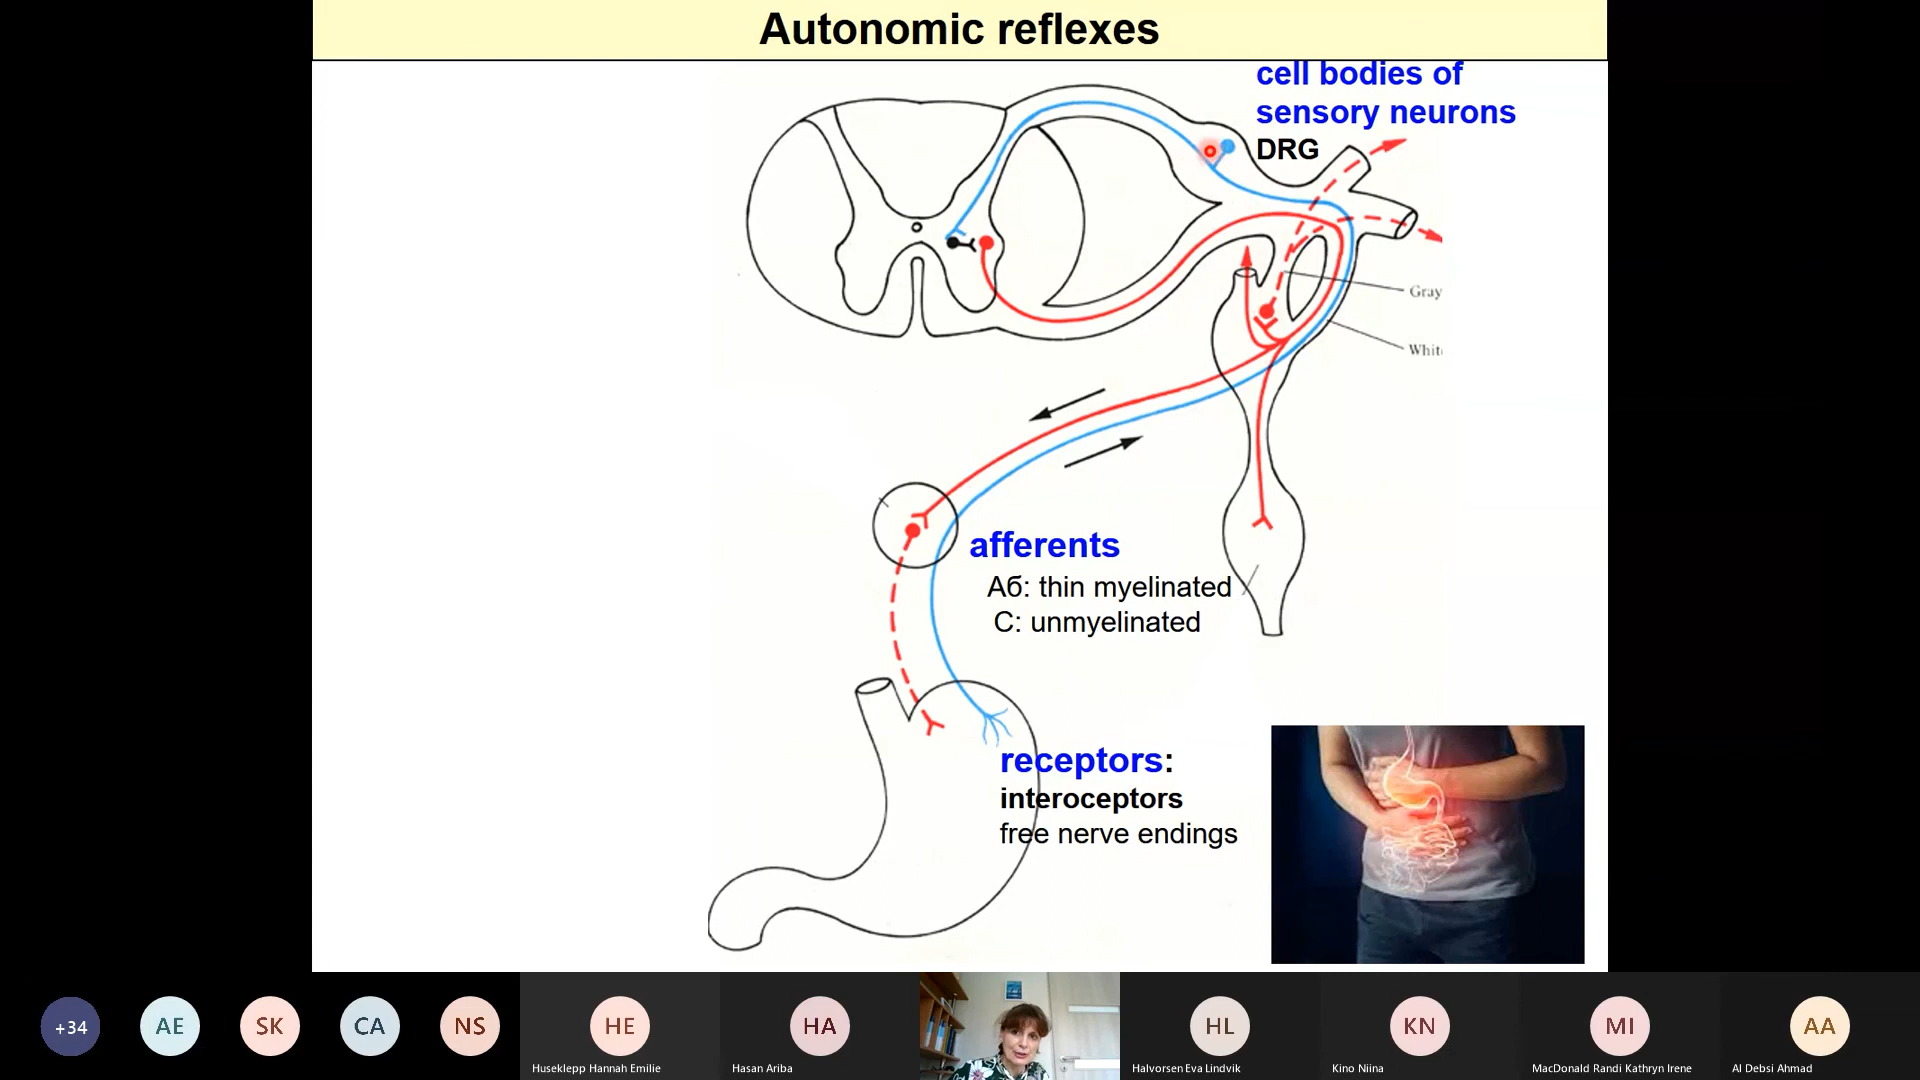 Autonomic reflexes
cell bodies of
sensory neurons
DRG
Gray
Whit
afferents
Aб: thin myelinated
C: unmyelinated
receptors:
interoceptors
free nerve endings
+34
AE
SK
CA
NS
HE
HA
HL
KN
MI
AA
Huseklepp Hannah Emilie
Hasan Ariba
Halvorsen Eva Lindvik
Kino Niina
MacDonald Randi Kathryn Irene
Al Debsi Ahmad